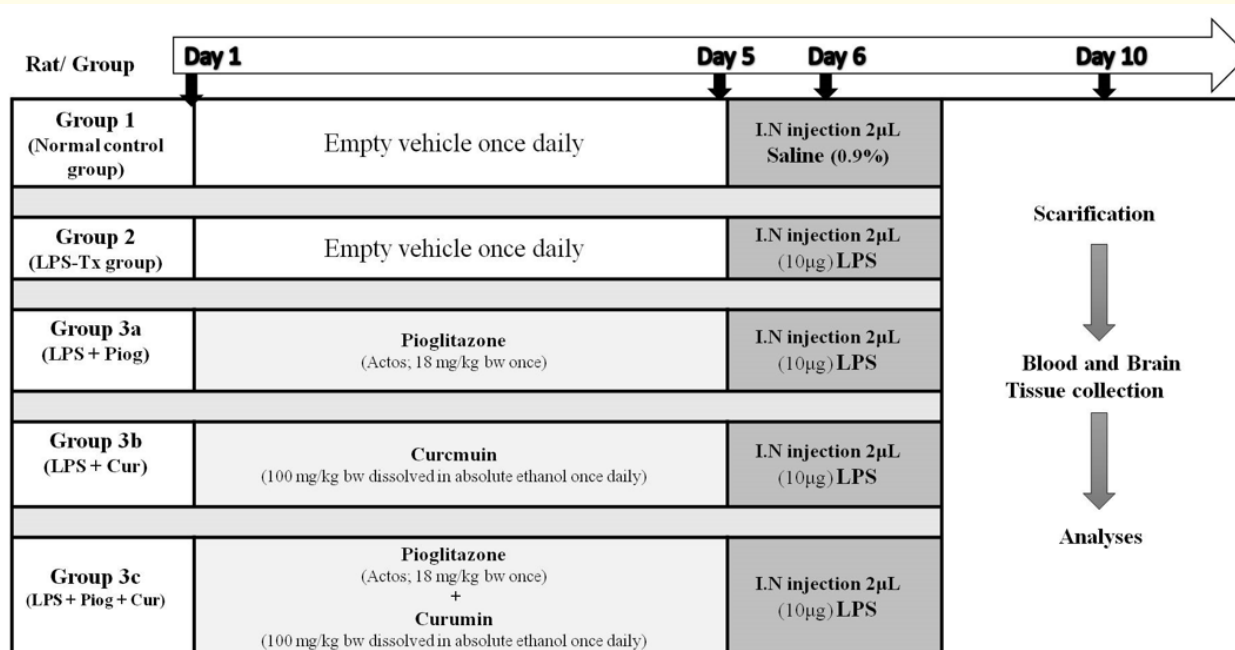 Rat/ Group
Day 1
Day 5
Day 6
Day 10
Group 1
(Normal control
group)
Empty vehicle once daily
I.N injection 2µL
Saline (0.9%)
Group 2
(LPS-Tx group)
Empty vehicle once daily
I.N injection 2µL
(10µg) LPS
Group 3a
(LPS + Piog)
Pioglitazone
(Actos; 18 mg/kg bw once)
I.N injection 2µL
(10µg) LPS
Group 3b
(LPS + Cur)
Curcmuin
(100 mg/kg bw dissolved in absolute ethanol once daily)
I.N injection 2µL
(10µg) LPS
Group 3c
(LPS + Piog + Cur)
Pioglitazone
(Actos; 18 mg/kg bw once)
+
Curumin
(100 mg/kg bw dissolved in absolute ethanol once daily)
I.N injection 2µL
(10µg) LPS
Scarification
Blood and Brain
Tissue collection
Analyses